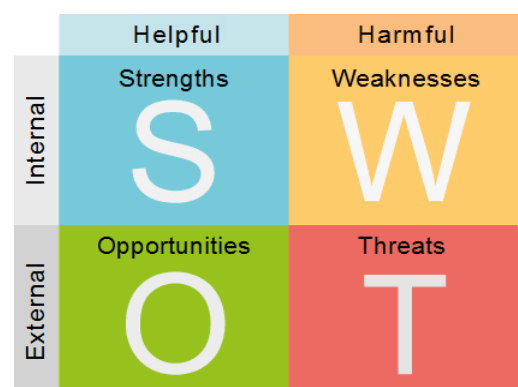 Helpful
Harmful
Internal
Strengths
S
Weaknesses
W
External
Opportunities
O
Threats
T